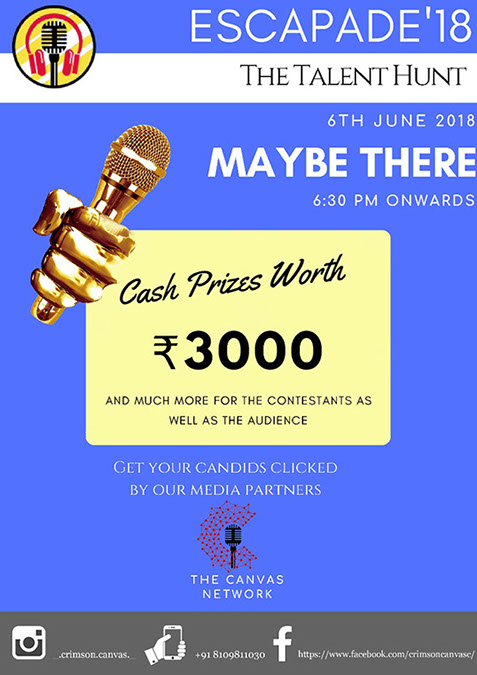 ESCAPADE'18
THE TALENT HUNT
6TH JUNE 2018
MAYBE THERE
6:30 PM ONWARDS
Cash Prizes Worth
₹3000
AND MUCH MORE FOR THE CONTESTANTS AS
WELL AS THE AUDIENCE
GET YOUR CANDIDS CLICKED
BY OUR MEDIA PARTNERS
THE CANVAS
NETWORK
_.crimson.canvas._ +91 8109811030 https://www.facebook.com/crimsoncanvasc/